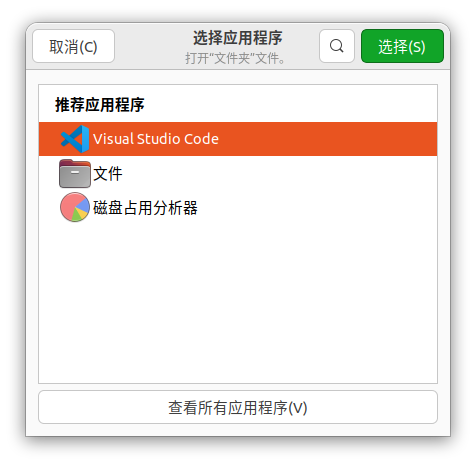 取消(C)
选择应用程序
打开“文件夹”文件。
选择(S)
推荐应用程序
Visual Studio Code
文件
磁盘占用分析器
查看所有应用程序(V)